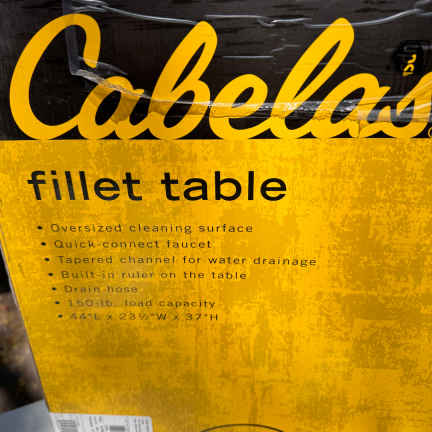 Cabelas
fillet table
• Oversized cleaning surface
• Quick-connect faucet
• Tapered channel for water drainage
• Built-in ruler on the table
• Drain hose
• 150-lb. load capacity
• 44"L x 23½"W x 37"H